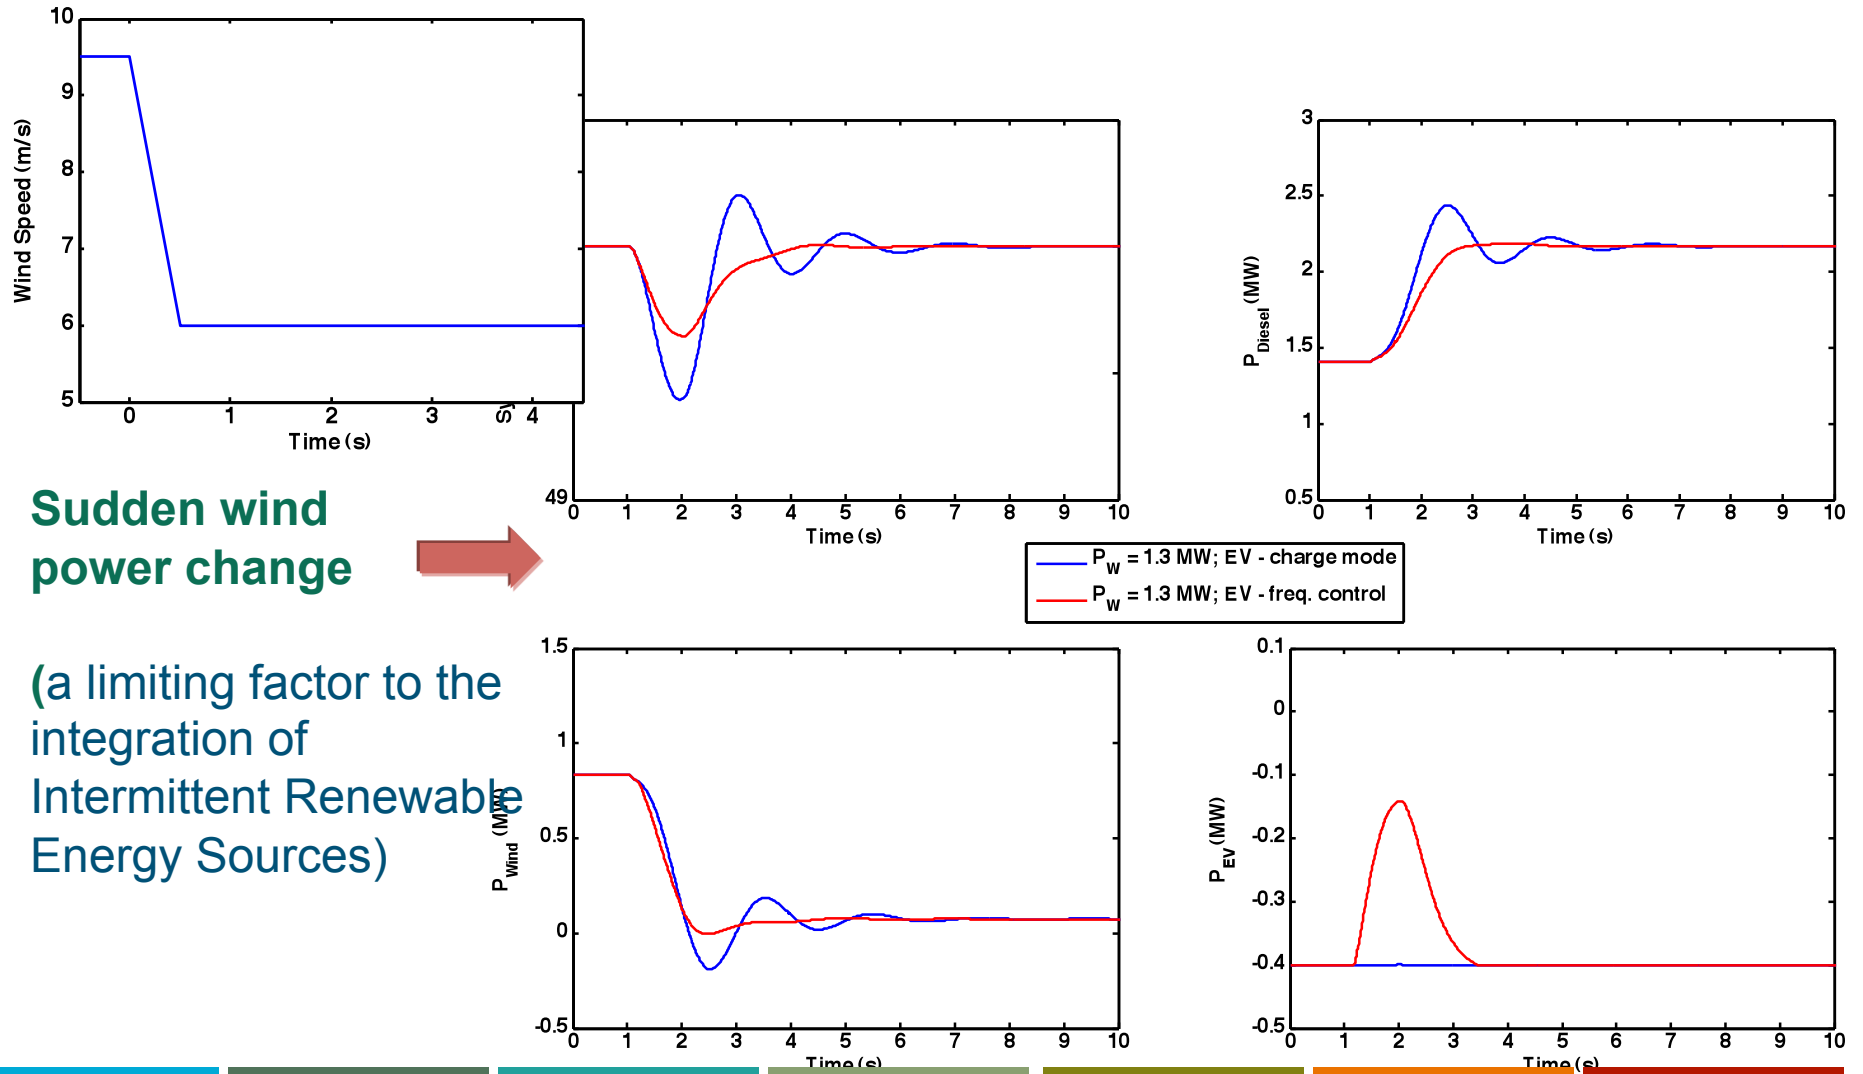 10
9
8
7
6
5
Wind Speed (m/s)
0 1 2 3 4
Time (s)
Sy
49
0 1 2 3 4 5 6 7 8 9 10
Time (s)
3
2.5
2
1.5
1
0.5
P Diesel (MW)
0 1 2 3 4 5 6 7 8 9 10
Time (s)
Sudden wind
power change
P W = 1.3 MW; EV - charge mode
P W = 1.3 MW; EV - freq. control
(a limiting factor to the
integration of
Intermittent Renewable
Energy Sources)
1.5
1
0.5
0
-0.5
P Wind (MW)
0 1 2 3 4 5 6 7 8 9 10
Time (s)
0.1
0
-0.1
-0.2
-0.3
-0.4
-0.5
P EV (MW)
0 1 2 3 4 5 6 7 8 9 10
Time (s)